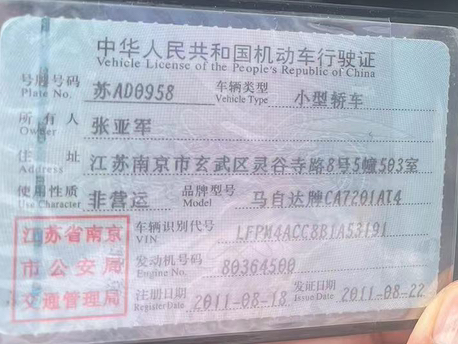 中华人民共和国机动车行驶证
Vehicle License of the People's Republic of China
号牌号码 苏AD0958 车辆类型 小型轿车
Plate No. Vehicle Type
所有人 张亚军
Owner
住址 江苏南京市玄武区灵谷寺路8号5幢503室
Address
使用性质 非营运 品牌型号 马自达牌CA7201AT4
Use Character Model
江苏省南京
市公安局
交通管理局
车辆识别代号 LFPM4ACC8B1A53191
VIN
发动机号码 80364500
Engine No.
注册日期 2011-08-18 发证日期 2011-08-22
Register Date Issue Date